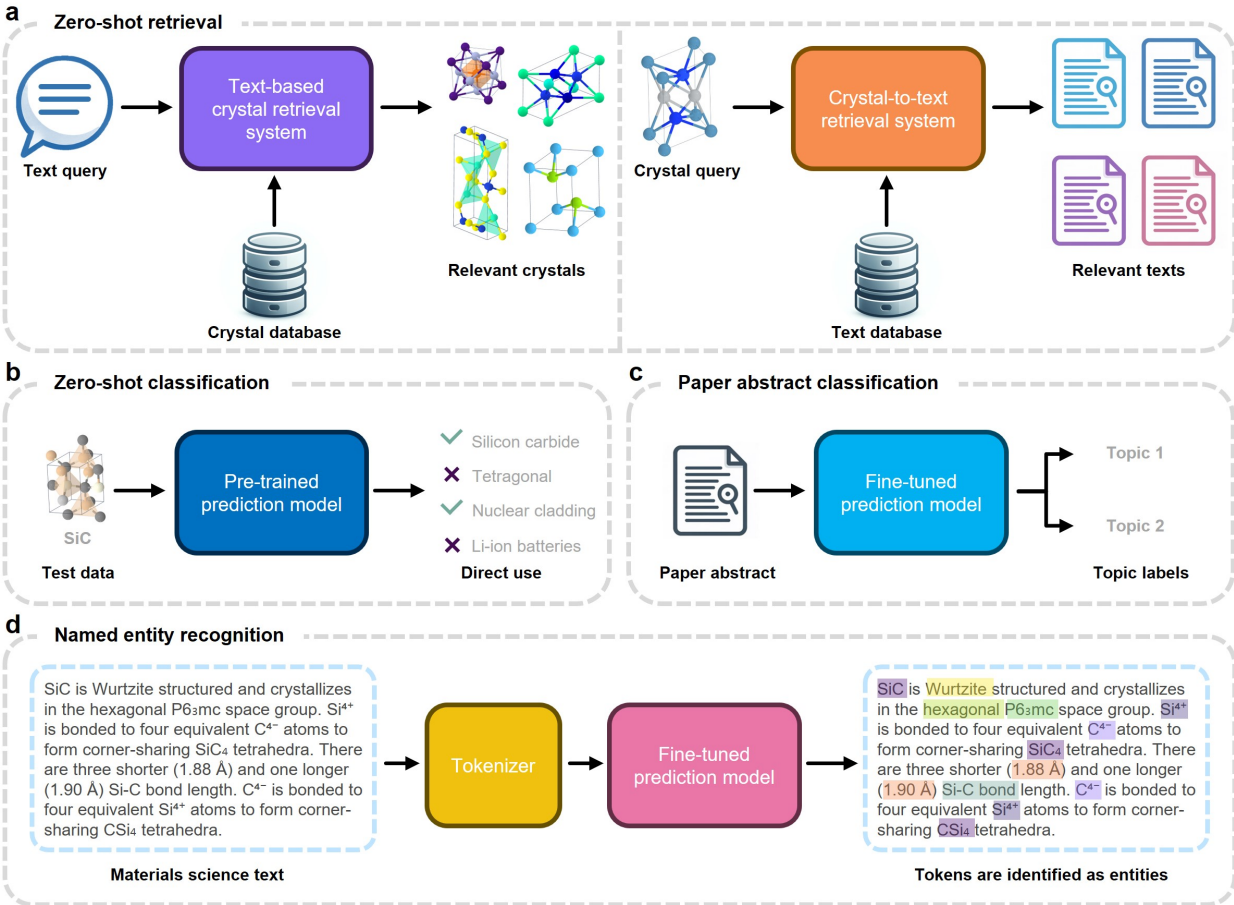 a
Zero-shot retrieval
Text-based
crystal retrieval
system
Text query
Crystal database
Relevant crystals
Crystal query
Crystal-to-text
retrieval system
Text database
Relevant texts
b
Zero-shot classification
SiC
Test data
Pre-trained
prediction model
Silicon carbide
Tetragonal
Nuclear cladding
Li-ion batteries
Direct use
c
Paper abstract classification
Paper abstract
Fine-tuned
prediction model
Topic 1
Topic 2
Topic labels
d
Named entity recognition
SiC is Wurtzite structured and crystallizes
in the hexagonal P6₃mc space group. Si⁴⁺
is bonded to four equivalent C⁴⁻ atoms to
form corner-sharing SiC₄ tetrahedra. There
are three shorter (1.88 Å) and one longer
(1.90 Å) Si-C bond length. C⁴⁻ is bonded to
four equivalent Si⁴⁺ atoms to form corner-
sharing CSi₄ tetrahedra.
Materials science text
Tokenizer
Fine-tuned
prediction model
SiC is Wurtzite structured and crystallizes
in the hexagonal P6₃mc space group. Si⁴⁺
is bonded to four equivalent C⁴⁻ atoms to
form corner-sharing SiC₄ tetrahedra. There
are three shorter (1.88 Å) and one longer
(1.90 Å) Si-C bond length. C⁴⁻ is bonded to
four equivalent Si⁴⁺ atoms to form corner-
sharing CSi₄ tetrahedra.
Tokens are identified as entities